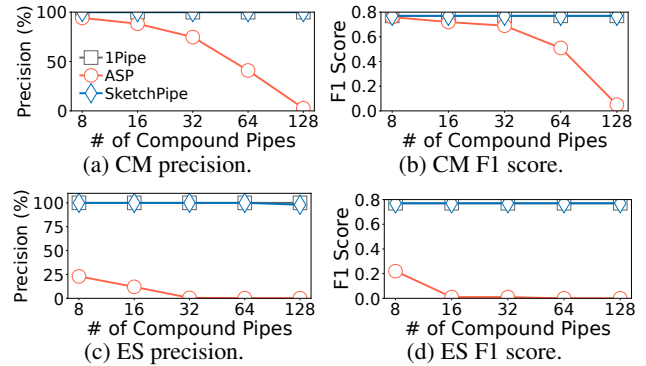 Precision (%)
100
50
0
8 16 32 64 128
1Pipe
ASP
SketchPipe
# of Compound Pipes
(a) CM precision.
F1 Score
0.8
0.6
0.4
0.2
0.0
8 16 32 64 128
# of Compound Pipes
(b) CM F1 score.
Precision (%)
100
75
50
25
0
8 16 32 64 128
# of Compound Pipes
(c) ES precision.
F1 Score
0.8
0.6
0.4
0.2
0.0
8 16 32 64 128
# of Compound Pipes
(d) ES F1 score.